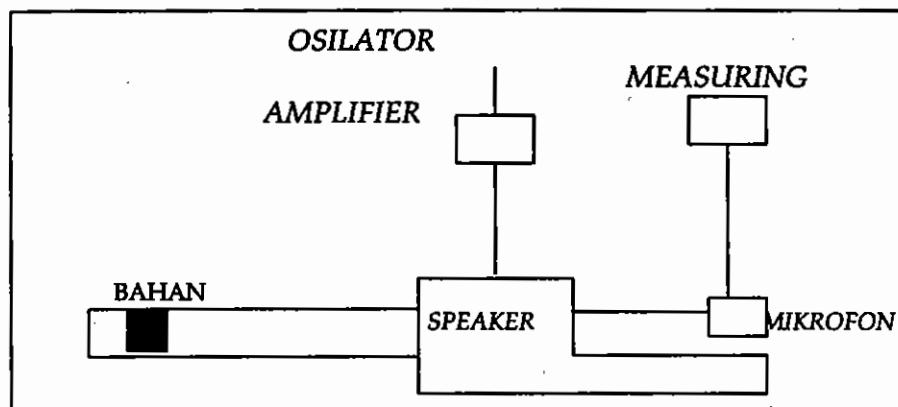 OSILATOR
MEASURING
AMPLIFIER
BAHAN
SPEAKER
MIKROFON